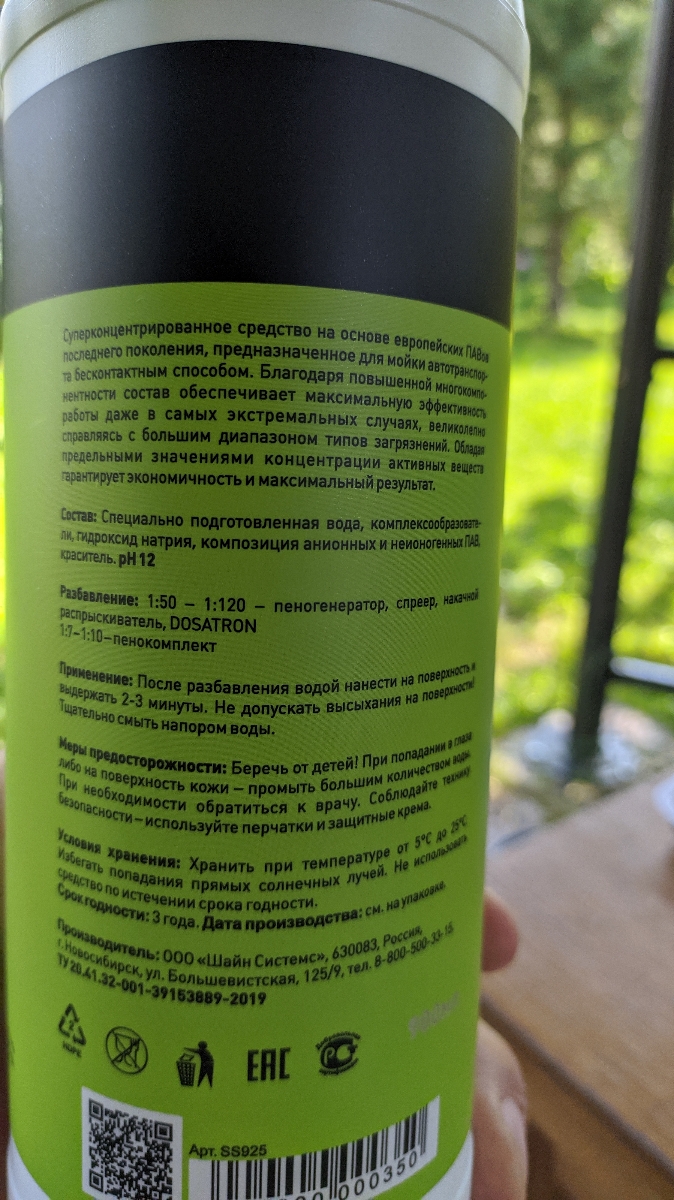 Суперконцентрированное средство на основе европейских ПАВов
последнего поколения, предназначенное для мойки автотранспор-
та бесконтактным способом. Благодаря повышенной многокомпо-
нентности состав обеспечивает максимальную эффективность
работы даже в самых экстремальных случаях, великолепно
справляясь с большим диапазоном типов загрязнений. Обладая
предельными значениями концентрации активных веществ
гарантирует экономичность и максимальный результат.
Состав: Специально подготовленная вода, комплексообразовате-
ли, гидроксид натрия, композиция анионных и неионогенных ПАВ,
краситель. pH 12
Разбавление: 1:50 – 1:120 – пеногенератор, спреер, накачной
распрыскиватель, DOSATRON
1:7–1:10–пенокомплект
Применение: После разбавления водой нанести на поверхность и
выдержать 2-3 минуты. Не допускать высыхания на поверхности!
Тщательно смыть напором воды.
Меры предосторожности: Беречь от детей! При попадании в глаза
либо на поверхность кожи – промыть большим количеством воды.
При необходимости обратиться к врачу. Соблюдайте технику
безопасности – используйте перчатки и защитные крема.
Условия хранения: Хранить при температуре от 5°C до 25°C.
Избегать попадания прямых солнечных лучей. Не использовать
средство по истечении срока годности.
Срок годности: 3 года. Дата производства: см. на упаковке.
Производитель: ООО «Шайн Системс», 630083, Россия,
г.Новосибирск, ул. Большевистская, 125/9, тел. 8-800-500-33-15
ТУ 20.41.32-001-39153889-2019
2
HDPE
EAC
Добровольная
сертификация
Арт. SS925
000350